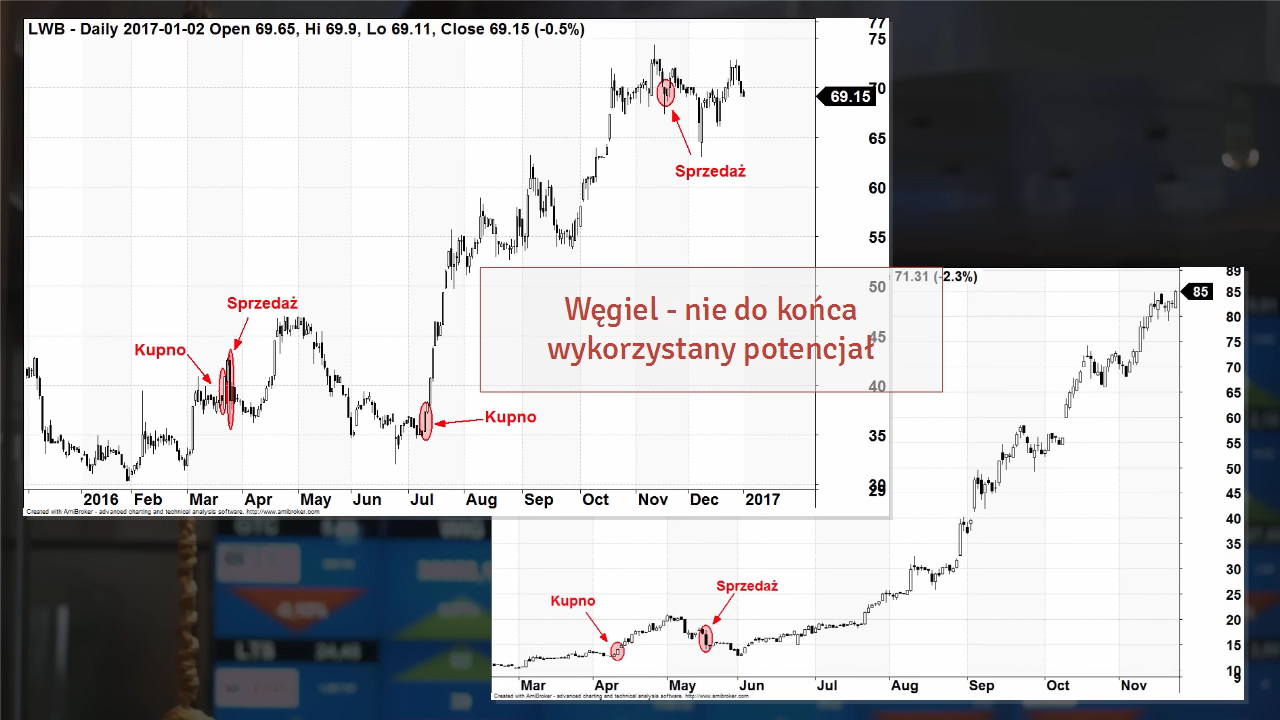 LWB - Daily 2017-01-02 Open 69.65, Hi 69.9, Lo 69.11, Close 69.15 (-0.5%)
77
75
70
69.15
65
60
55
50
45
40
35
30
29
Sprzedaż
Sprzedaż
Kupno
Kupno
2016 Feb Mar Apr May Jun Jul Aug Sep Oct Nov Dec 2017
Created with AmiBroker - advanced charting and technical analysis software. http://www.amibroker.com
Węgiel - nie do końca
wykorzystany potencjał
71.31 (-2.3%)
89
85
85
80
75
70
65
60
55
50
45
40
35
30
25
20
15
10
9
Sprzedaż
Kupno
Mar Apr May Jun Jul Aug Sep Oct Nov
Created with AmiBroker - advanced charting and technical analysis software. http://www.amibroker.com
LTS